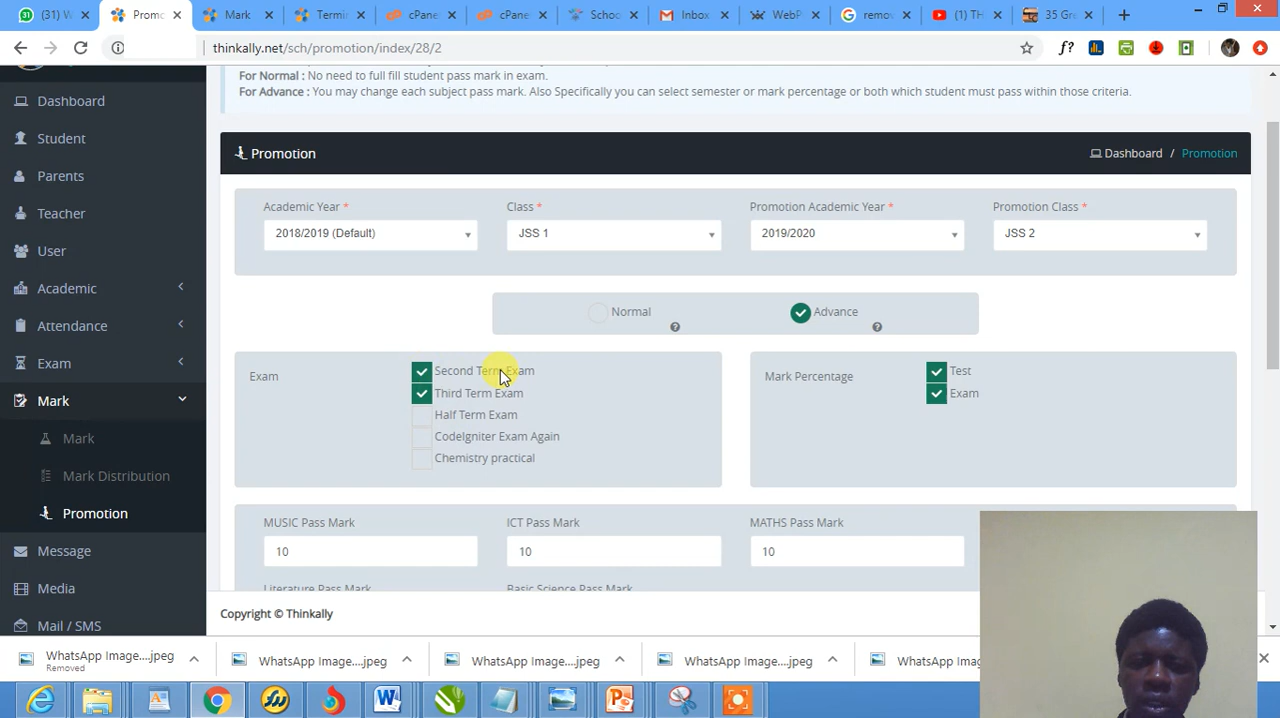 (31) W
Promo
Mark
Termin
cPane
cPane
Schoo
Inbox
WebP
remov
(1) TH
35 Gre
thinkally.net/sch/promotion/index/28/2
f?
Dashboard
Student
Parents
Teacher
User
Academic
Attendance
Exam
Mark
Mark
Mark Distribution
Promotion
Message
Media
Mail / SMS
For Normal : No need to full fill student pass mark in exam.
For Advance : You may change each subject pass mark. Also Specifically you can select semester or mark percentage or both which student must pass within those criteria.
Promotion
Dashboard / Promotion
Academic Year *
Class *
Promotion Academic Year *
Promotion Class *
2018/2019 (Default)
JSS 1
2019/2020
JSS 2
Normal
Advance
Exam
Second Term Exam
Third Term Exam
Half Term Exam
CodeIgniter Exam Again
Chemistry practical
Mark Percentage
Test
Exam
MUSIC Pass Mark
ICT Pass Mark
MATHS Pass Mark
10
10
10
Literature Pass Mark
Basic Science Pass Mark
Copyright © Thinkally
WhatsApp Image....jpeg
Removed
WhatsApp Image....jpeg
WhatsApp Image....jpeg
WhatsApp Image....jpeg
WhatsApp Imag